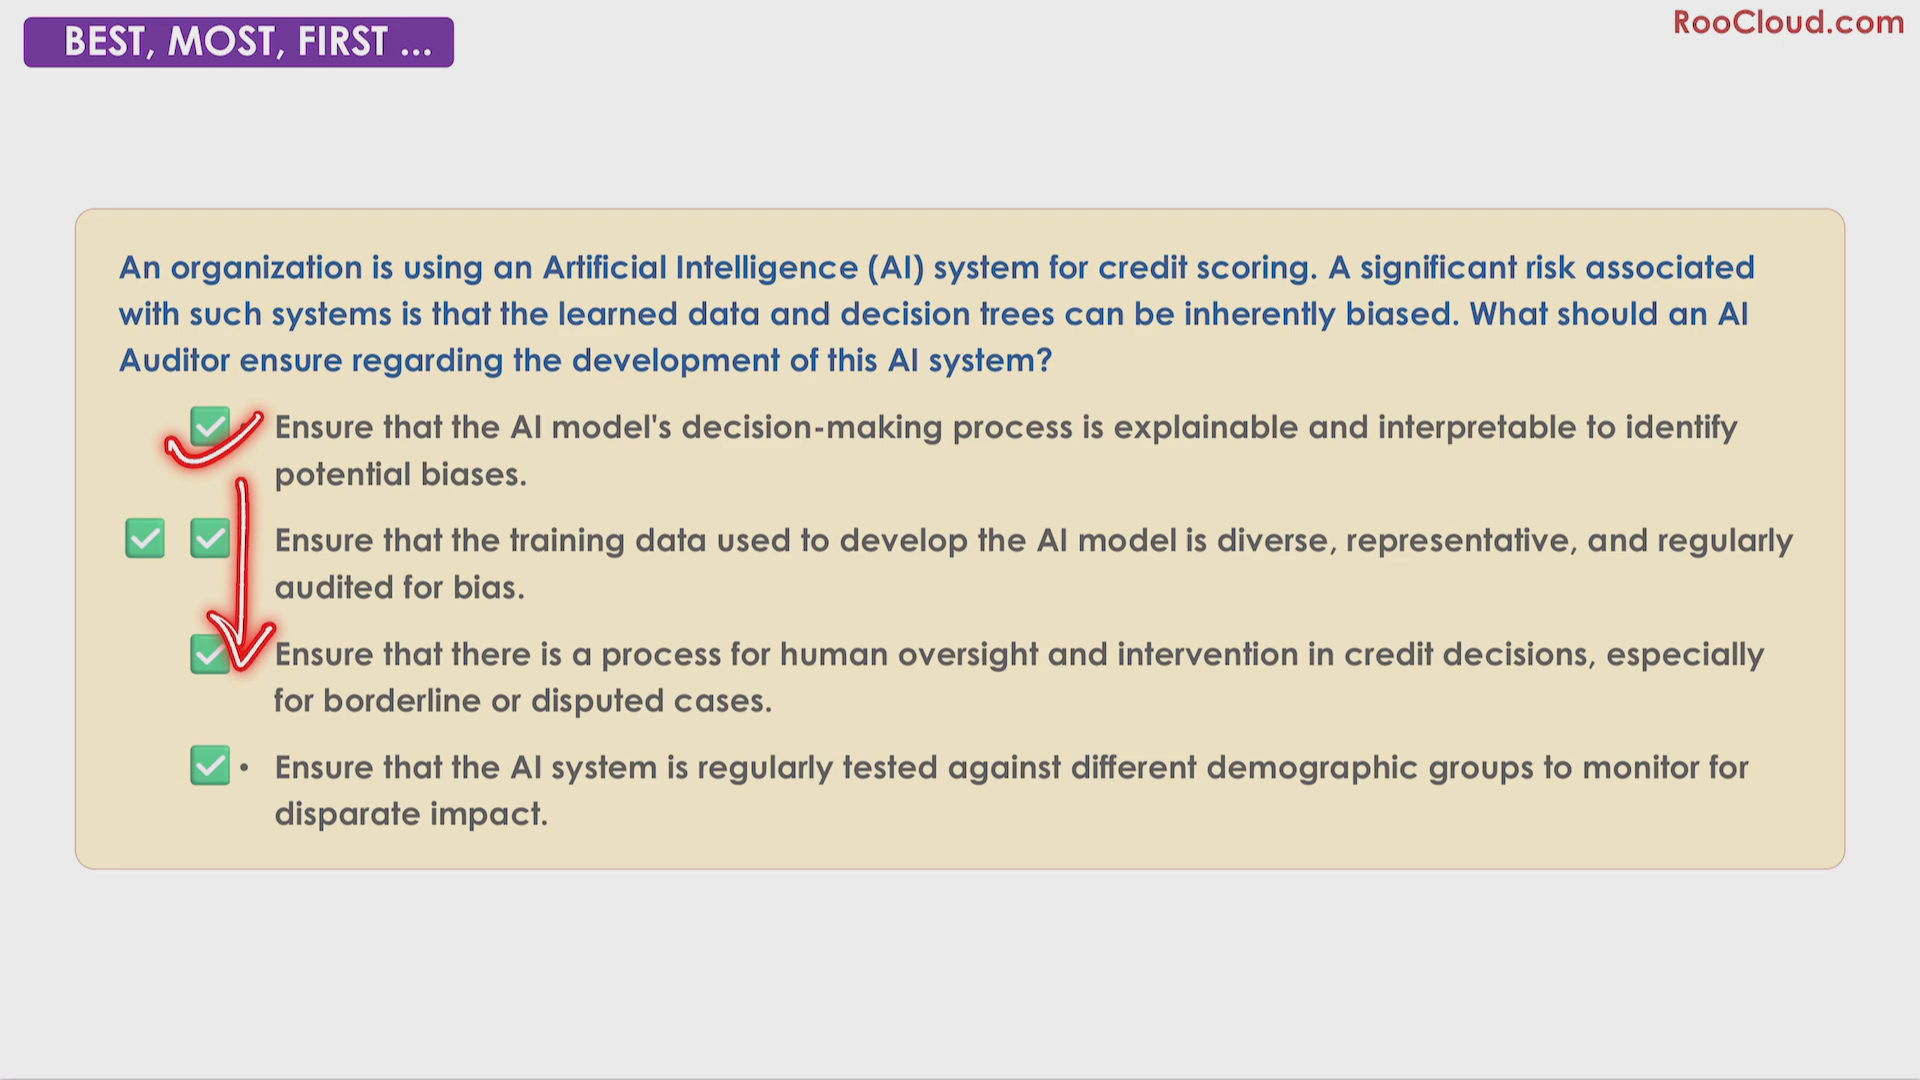 BEST, MOST, FIRST ...
RooCloud.com
An organization is using an Artificial Intelligence (AI) system for credit scoring. A significant risk associated
with such systems is that the learned data and decision trees can be inherently biased. What should an AI
Auditor ensure regarding the development of this AI system?
Ensure that the AI model's decision-making process is explainable and interpretable to identify
potential biases.
Ensure that the training data used to develop the AI model is diverse, representative, and regularly
audited for bias.
Ensure that there is a process for human oversight and intervention in credit decisions, especially
for borderline or disputed cases.
• Ensure that the AI system is regularly tested against different demographic groups to monitor for
disparate impact.